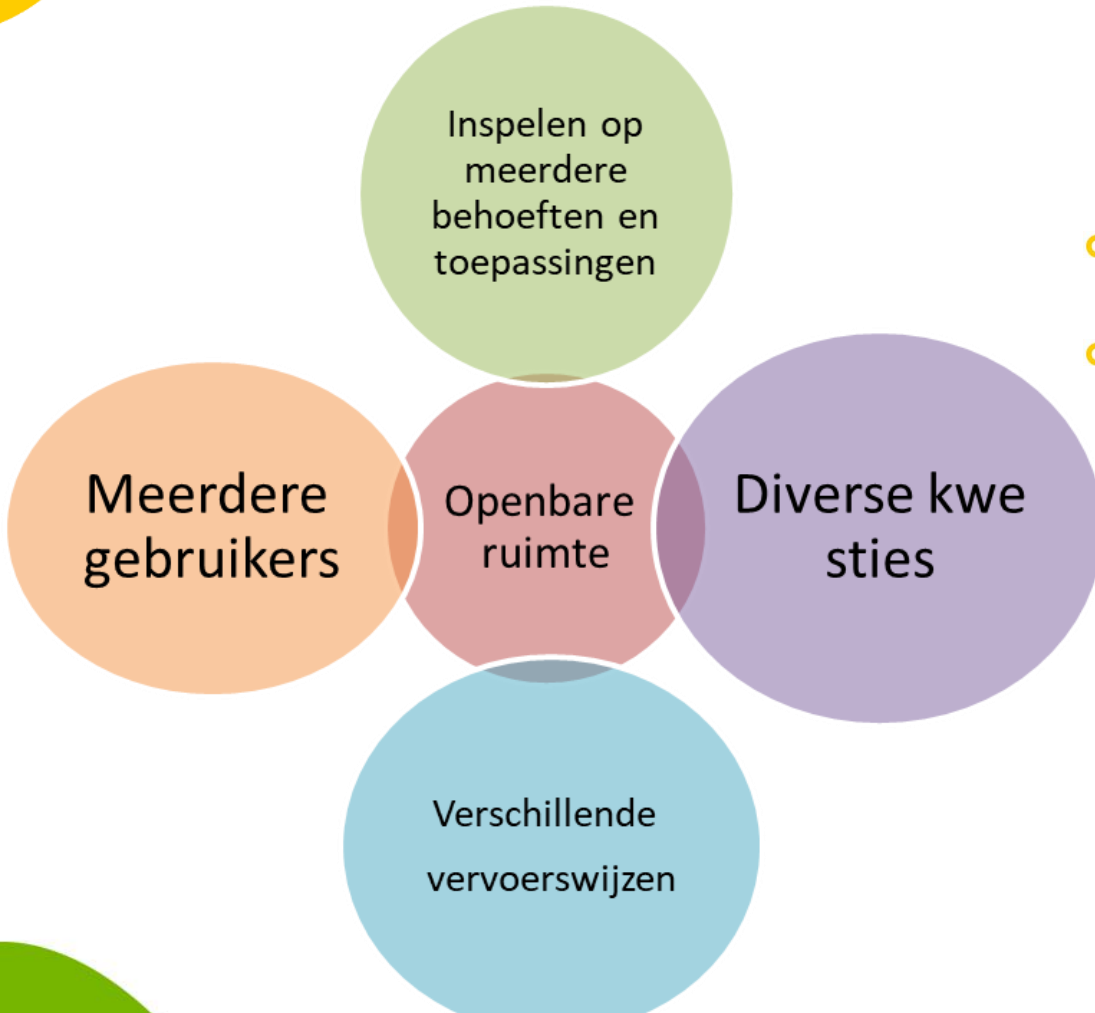 Inspelen op
meerdere
behoeften en
toepassingen
Meerdere
gebruikers
Openbare
ruimte
Diverse kwe
sties
Verschillende
vervoerswijzen